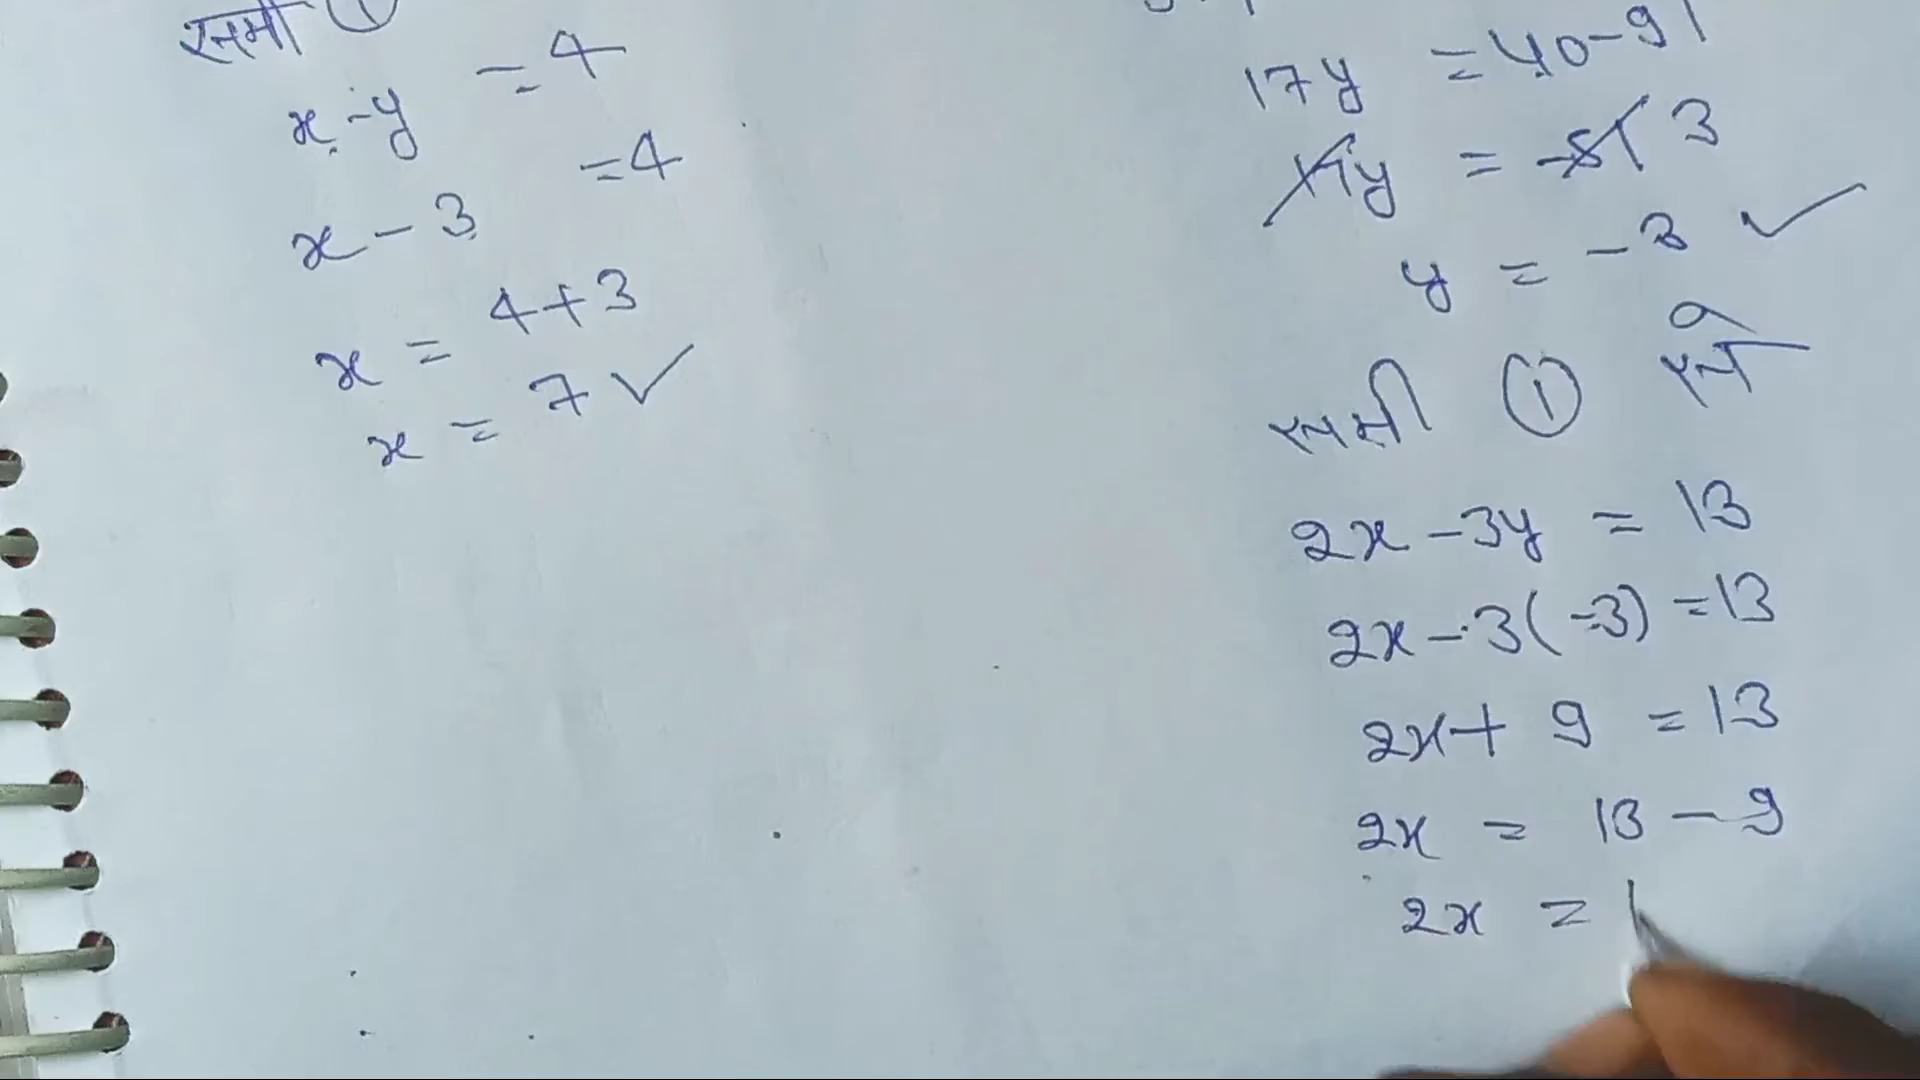 समी ①
x - y = 4
x - 3 = 4
x = 4 + 3
x = 7 ✓
17y = 40 - 91
17y = -51 3
y = -3 ✓
समी ① से
2x - 3y = 13
2x - 3(-3) = 13
2x + 9 = 13
2x = 13 - 9
2x =